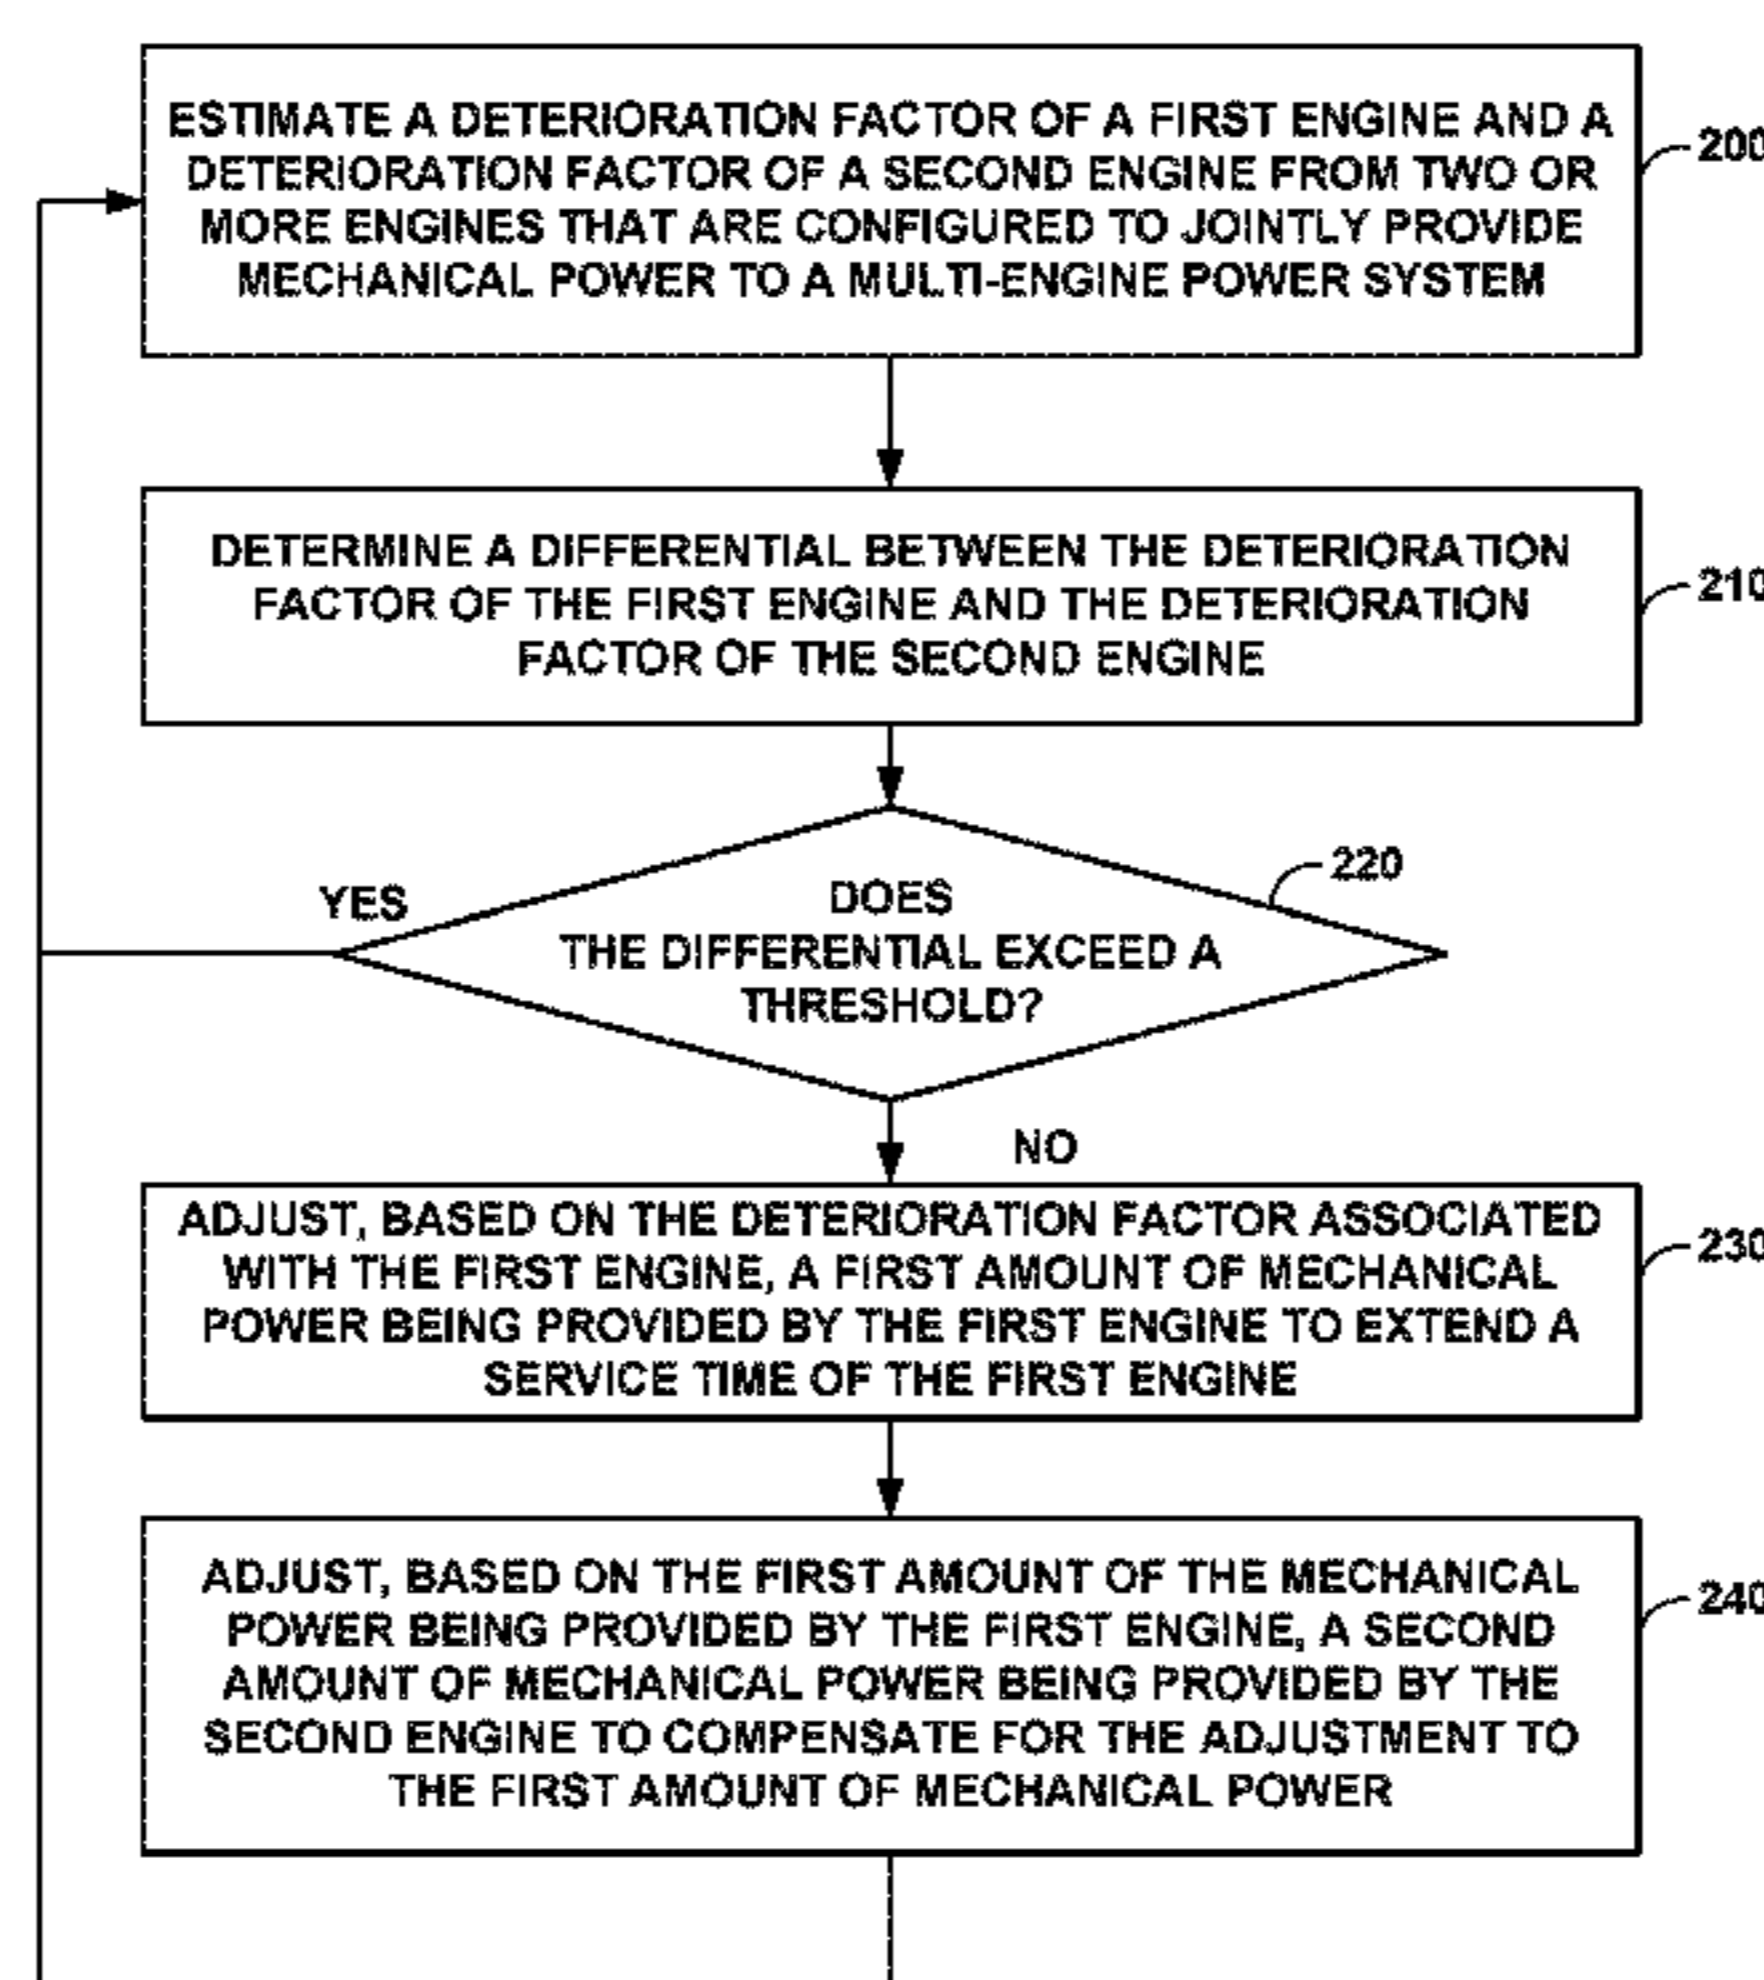 ESTIMATE A DETERIORATION FACTOR OF A FIRST ENGINE AND A
DETERIORATION FACTOR OF A SECOND ENGINE FROM TWO OR
MORE ENGINES THAT ARE CONFIGURED TO JOINTLY PROVIDE
MECHANICAL POWER TO A MULTI-ENGINE POWER SYSTEM
200
DETERMINE A DIFFERENTIAL BETWEEN THE DETERIORATION
FACTOR OF THE FIRST ENGINE AND THE DETERIORATION
FACTOR OF THE SECOND ENGINE
210
220
YES
DOES
THE DIFFERENTIAL EXCEED A
THRESHOLD?
NO
ADJUST, BASED ON THE DETERIORATION FACTOR ASSOCIATED
WITH THE FIRST ENGINE, A FIRST AMOUNT OF MECHANICAL
POWER BEING PROVIDED BY THE FIRST ENGINE TO EXTEND A
SERVICE TIME OF THE FIRST ENGINE
230
ADJUST, BASED ON THE FIRST AMOUNT OF THE MECHANICAL
POWER BEING PROVIDED BY THE FIRST ENGINE, A SECOND
AMOUNT OF MECHANICAL POWER BEING PROVIDED BY THE
SECOND ENGINE TO COMPENSATE FOR THE ADJUSTMENT TO
THE FIRST AMOUNT OF MECHANICAL POWER
240